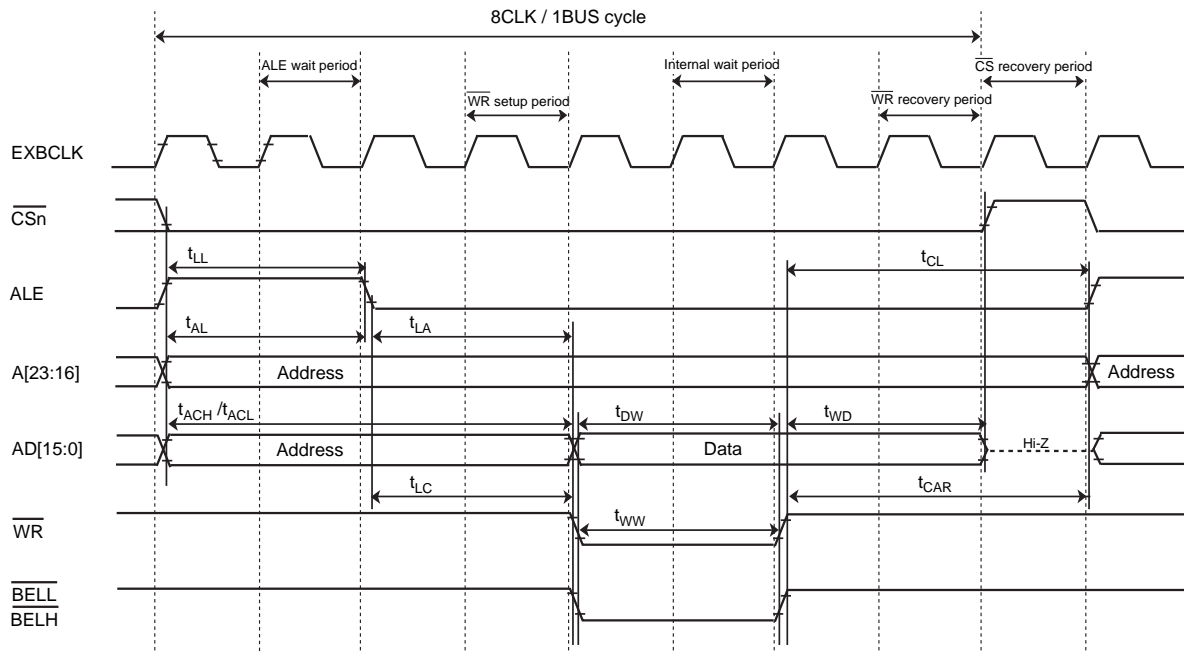 8CLK / 1BUS cycle
ALE wait period
Internal wait period
CS recovery period
WR setup period
WR recovery period
EXBCLK
CSn
tLL
tCL
ALE
tAL
tLA
A[23:16]
Address
Address
tACH /tACL
tDW
tWD
AD[15:0]
Address
Data
Hi-Z
tLC
tCAR
WR
tWW
BELL
BELH